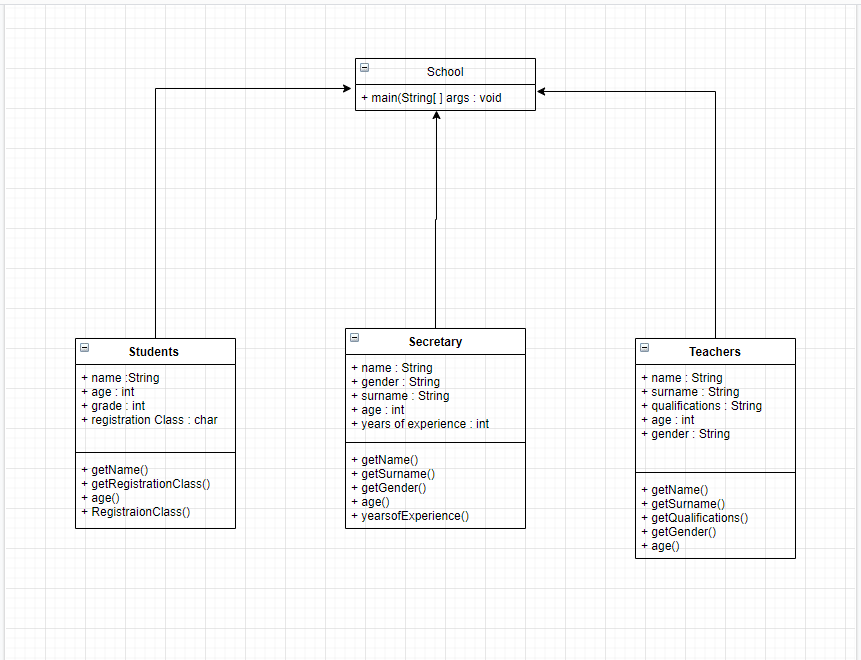 School
+ main(String[ ] args : void
Students
+ name :String
+ age : int
+ grade : int
+ registration Class : char
+ getName()
+ getRegistrationClass()
+ age()
+ RegistraionClass()
Secretary
+ name : String
+ gender : String
+ surname : String
+ age : int
+ years of experience : int
+ getName()
+ getSurname()
+ getGender()
+ age()
+ yearsofExperience()
Teachers
+ name : String
+ surname : String
+ qualifications : String
+ age : int
+ gender : String
+ getName()
+ getSurname()
+ getQualifications()
+ getGender()
+ age()